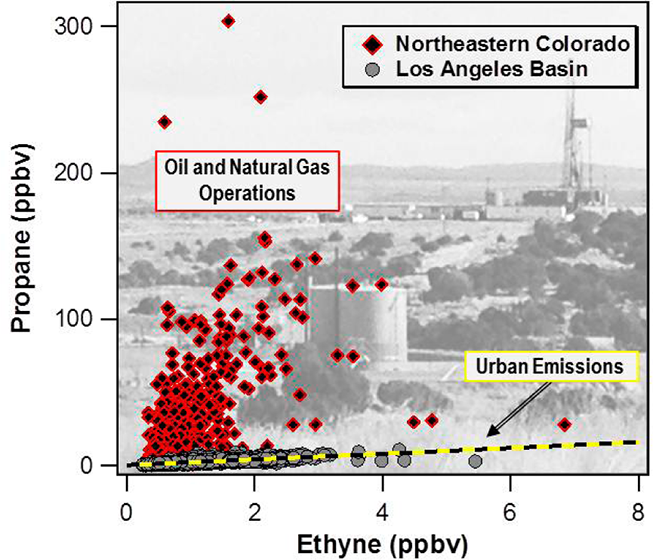 300
200
100
0
Propane (ppbv)
Northeastern Colorado
Los Angeles Basin
Oil and Natural Gas
Operations
Urban Emissions
0 2 4 6 8
Ethyne (ppbv)